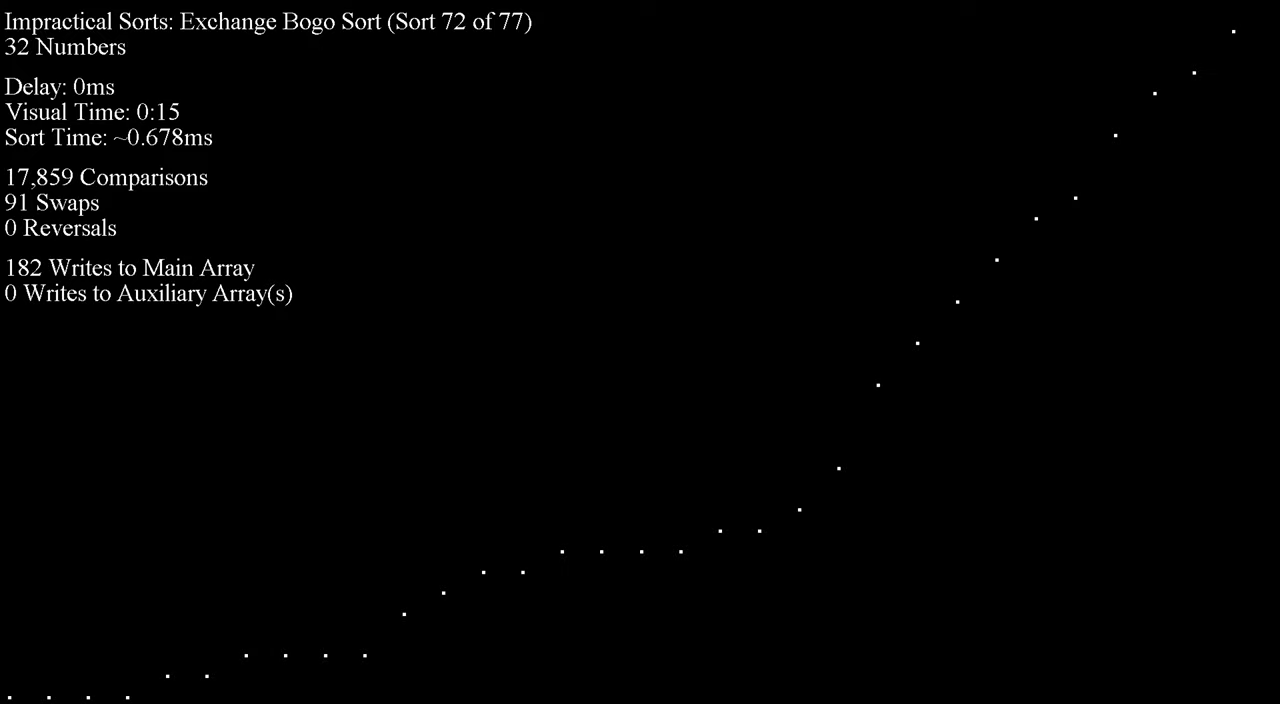 Impractical Sorts: Exchange Bogo Sort (Sort 72 of 77)
32 Numbers
Delay: 0ms
Visual Time: 0:15
Sort Time: ~0.678ms
17,859 Comparisons
91 Swaps
0 Reversals
182 Writes to Main Array
0 Writes to Auxiliary Array(s)